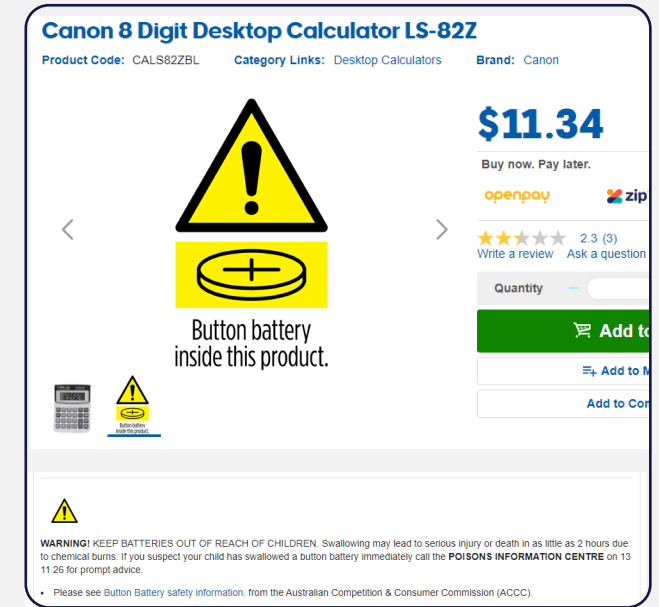 Canon 8 Digit Desktop Calculator LS-82Z
Product Code: CALS82ZBL Category Links: Desktop Calculators Brand: Canon
$11.34
Buy now. Pay later.
openpay zip
2.3 (3)
Write a review Ask a question
Quantity
Add to
Add to M
Add to Com
Button battery
inside this product.
Button battery
inside this product.
WARNING! KEEP BATTERIES OUT OF REACH OF CHILDREN. Swallowing may lead to serious injury or death in as little as 2 hours due
to chemical burns. If you suspect your child has swallowed a button battery immediately call the POISONS INFORMATION CENTRE on 13
11 26 for prompt advice.
• Please see Button Battery safety information. from the Australian Competition & Consumer Commission (ACCC).